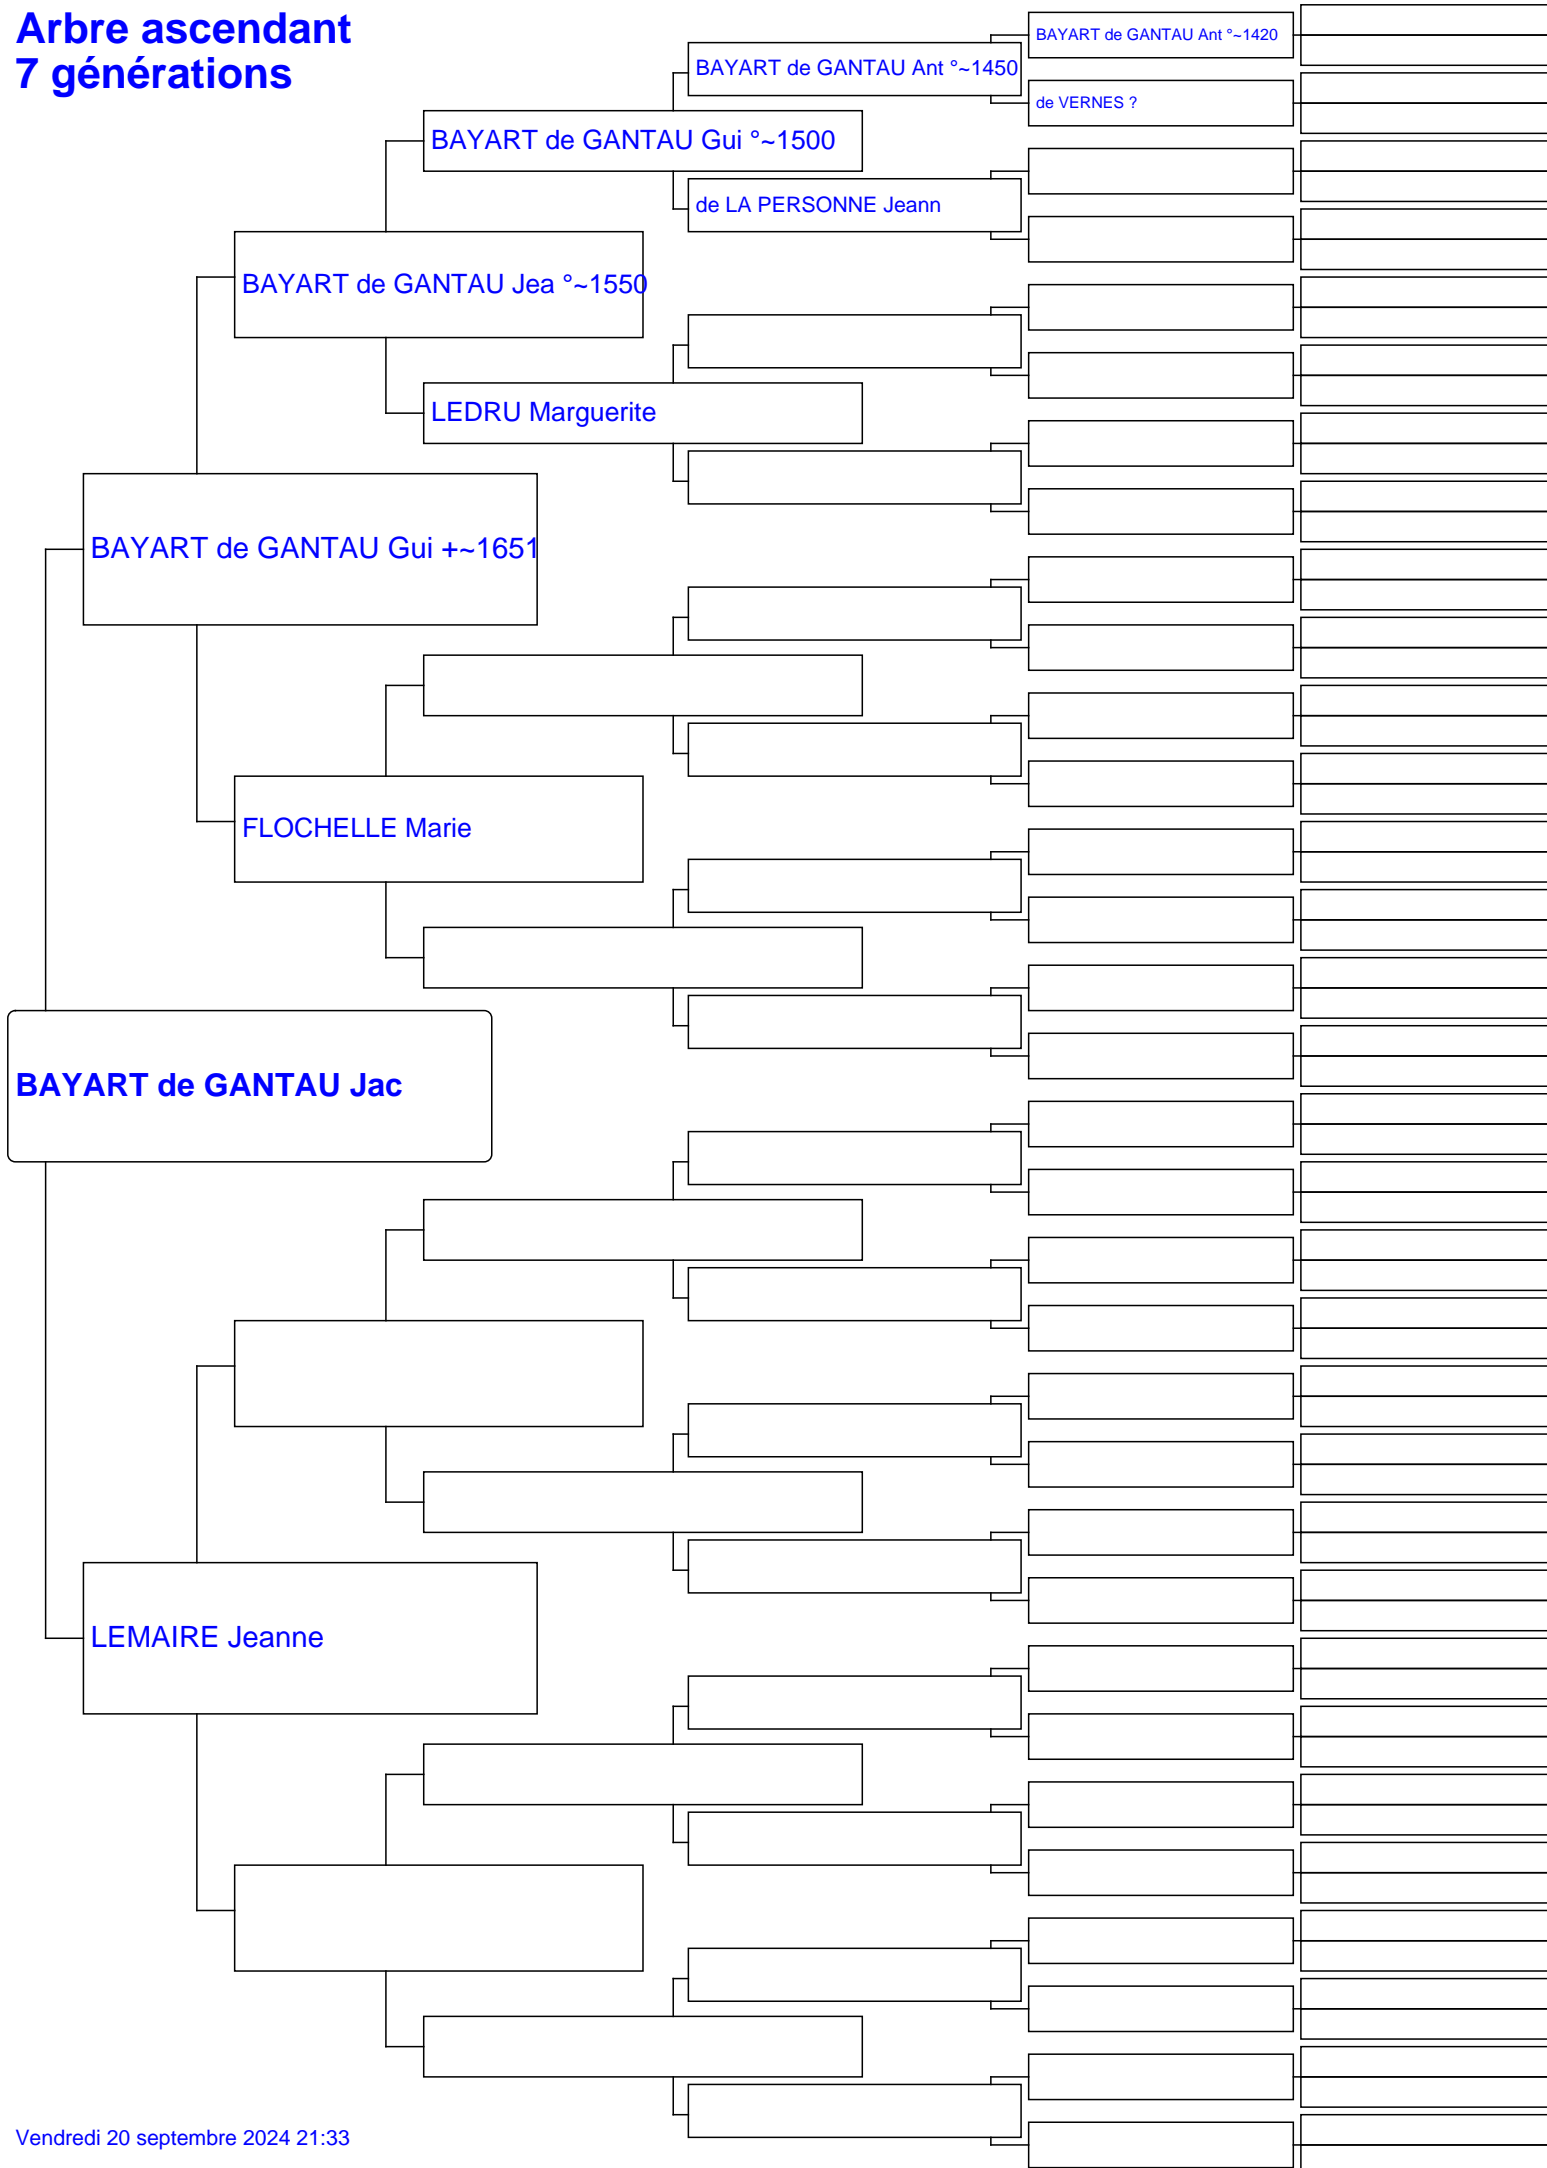 Arbre ascendant
7 générations
BAYART de GANTAU Ant °~1420
BAYART de GANTAU Ant °~1450
de VERNES ?
BAYART de GANTAU Gui °~1500
de LA PERSONNE Jeann
BAYART de GANTAU Jea °~1550
LEDRU Marguerite
BAYART de GANTAU Gui +~1651
FLOCHELLE Marie
BAYART de GANTAU Jac
LEMAIRE Jeanne
Vendredi 20 septembre 2024 21:33